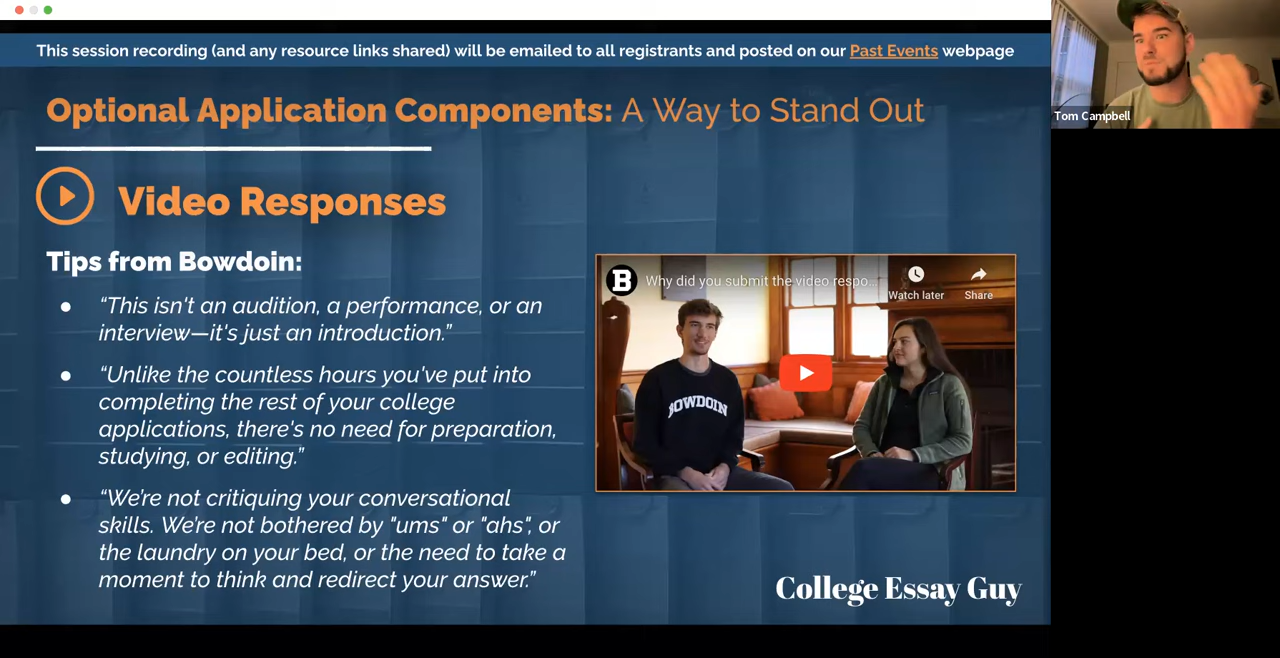 This session recording (and any resource links shared) will be emailed to all registrants and posted on our Past Events webpage
Tom Campbell
Optional Application Components: A Way to Stand Out
Video Responses
Tips from Bowdoin:
● “This isn't an audition, a performance, or an
interview—it's just an introduction.”
● “Unlike the countless hours you've put into
completing the rest of your college
applications, there's no need for preparation,
studying, or editing.”
● “We’re not critiquing your conversational
skills. We’re not bothered by "ums" or "ahs", or
the laundry on your bed, or the need to take a
moment to think and redirect your answer.”
B
Why did you submit the video respo...
Watch later
Share
BOWDOIN
College Essay Guy